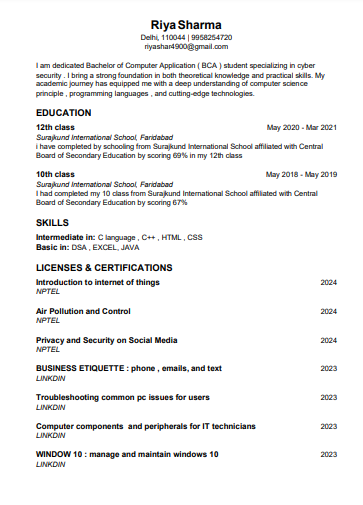 Riya Sharma
Delhi, 110044 | 9958254720
riyashar4900@gmail.com
I am dedicated Bachelor of Computer Application ( BCA ) student specializing in cyber
security . I bring a strong foundation in both theoretical knowledge and practical skills. My
academic journey has equipped me with a deep understanding of computer science
principle , programming languages , and cutting-edge technologies.
EDUCATION
12th class May 2020 - Mar 2021
Surajkund International School, Faridabad
i have completed by schooling from Surajkund International School affiliated with Central
Board of Secondary Education by scoring 69% in my 12th class
10th class May 2018 - May 2019
Surajkund International School, Faridabad
I had completed my 10 class from Surajkund International School affiliated with Central
Board of Secondary Education by scoring 67%
SKILLS
Intermediate in: C language , C++ , HTML , CSS
Basic in: DSA , EXCEL, JAVA
LICENSES & CERTIFICATIONS
Introduction to internet of things 2024
NPTEL
Air Pollution and Control 2024
NPTEL
Privacy and Security on Social Media 2024
NPTEL
BUSINESS ETIQUETTE : phone , emails, and text 2023
LINKDIN
Troubleshooting common pc issues for users 2023
LINKDIN
Computer components and peripherals for IT technicians 2023
LINKDIN
WINDOW 10 : manage and maintain windows 10 2023
LINKDIN